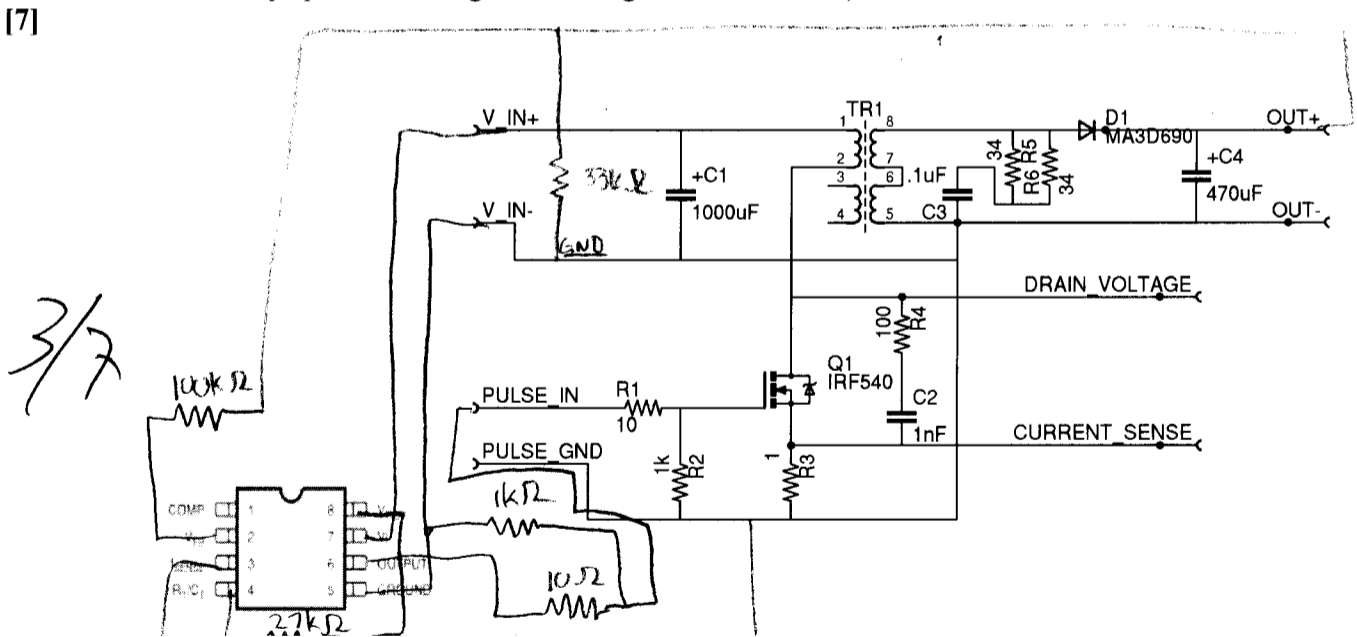 [7]
1
TR1
V_IN+
1
8
D1
MA3D690
OUT+
33kΩ
+C1
1000uF
2
7
34
R6
R5
34
+C4
470uF
3
6
.1uF
V_IN-
4
5
C3
OUT-
GND
DRAIN_VOLTAGE
3/7
100
R4
100kΩ
Q1
IRF540
PULSE_IN
R1
10
C2
1nF
CURRENT_SENSE
PULSE_GND
1k
R2
1
R3
1kΩ
COMP
1
8
2
7
3
6
OUTPUT
4
5
GROUND
10Ω
27kΩ